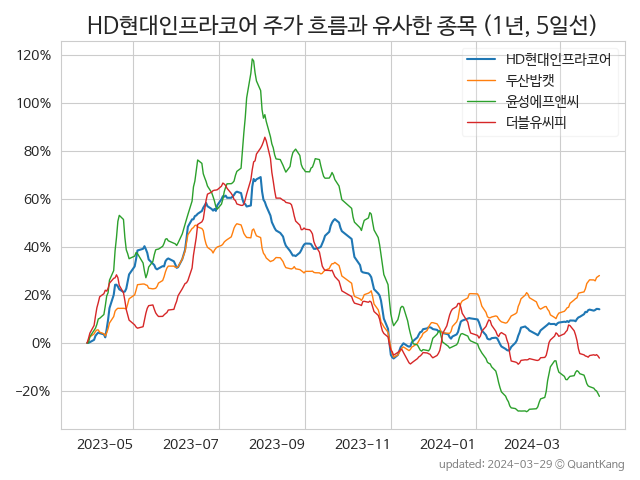 HD현대인프라코어 주가 흐름과 유사한 종목 (1년, 5일선)
HD현대인프라코어
두산밥캣
윤성에프앤씨
더블유씨피
120%
100%
80%
60%
40%
20%
0%
−20%
2023-05 2023-07 2023-09 2023-11 2024-01 2024-03
updated: 2024-03-29 © QuantKang